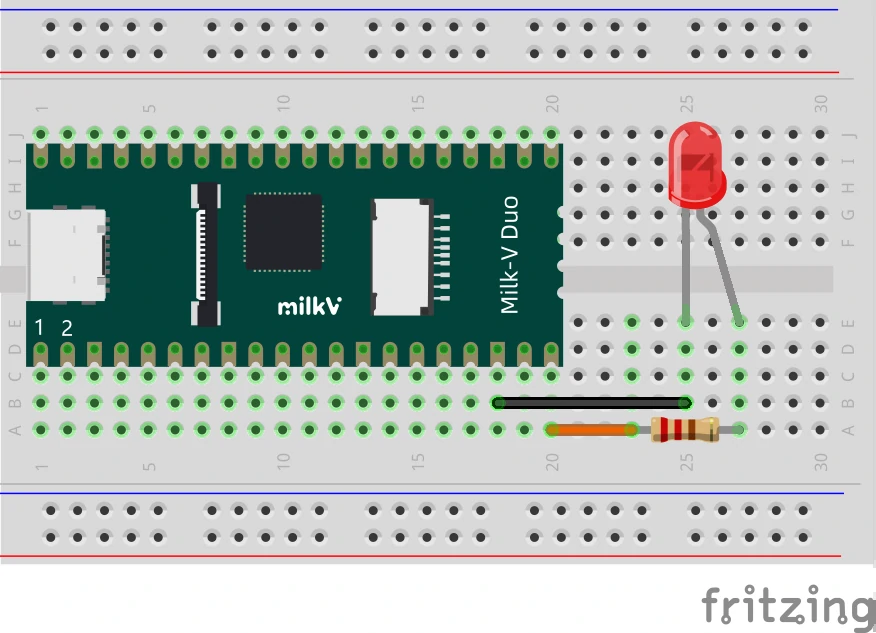 1 5 10 15 20 25 30
J J
I I
H H
G G
F F
Milk-V Duo
milkV
1 2
E E
D D
C C
B B
A A
1 5 10 15 20 25 30
fritzing